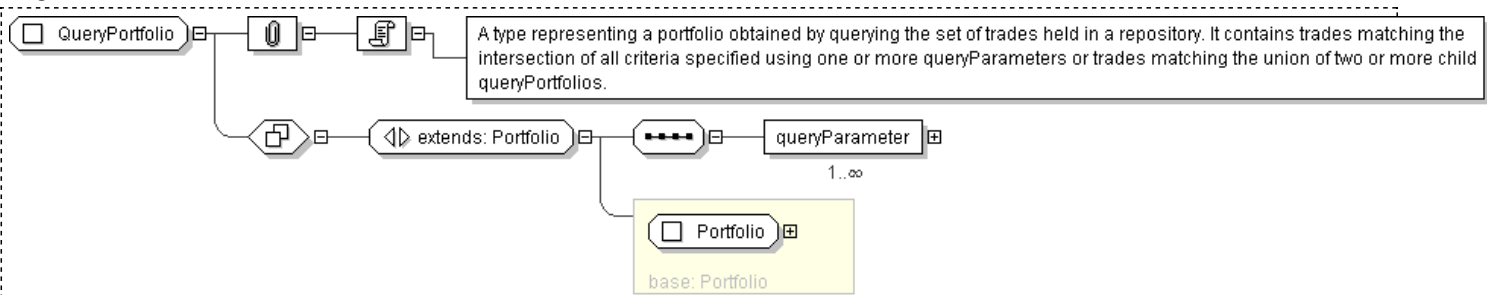 QueryPortfolio
A type representing a portfolio obtained by querying the set of trades held in a repository. It contains trades matching the
intersection of all criteria specified using one or more queryParameters or trades matching the union of two or more child
queryPortfolios.
extends: Portfolio
queryParameter
1..∞
Portfolio
base: Portfolio